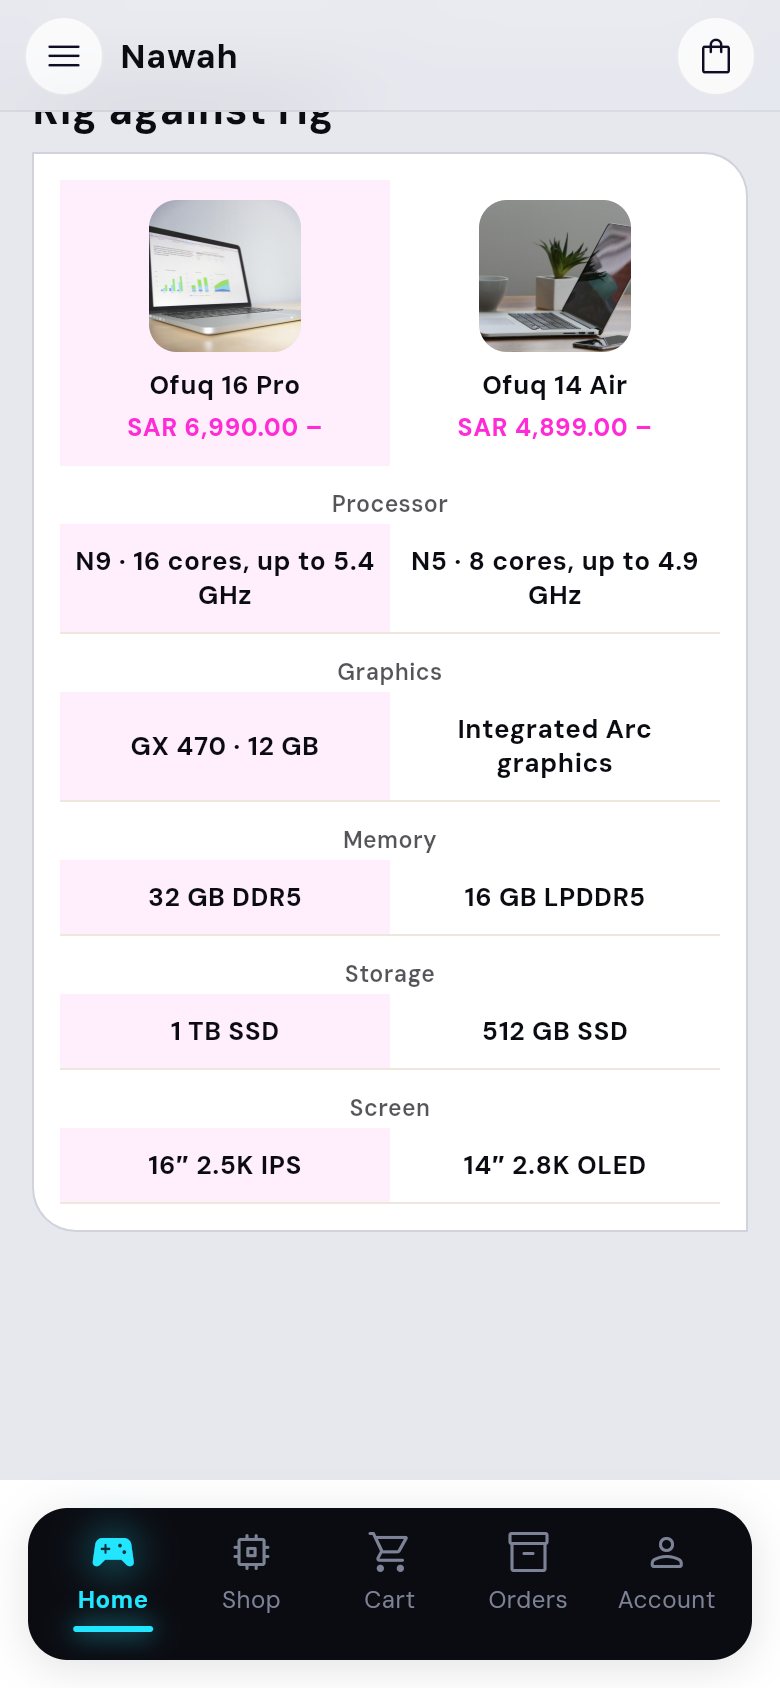 Nawah
Rig against rig
Ofuq 16 Pro
Ofuq 14 Air
SAR 6,990.00 –
SAR 4,899.00 –
Processor
N9 · 16 cores, up to 5.4
GHz
N5 · 8 cores, up to 4.9
GHz
Graphics
GX 470 · 12 GB
Integrated Arc
graphics
Memory
32 GB DDR5
16 GB LPDDR5
Storage
1 TB SSD
512 GB SSD
Screen
16″ 2.5K IPS
14″ 2.8K OLED
Home
Shop
Cart
Orders
Account